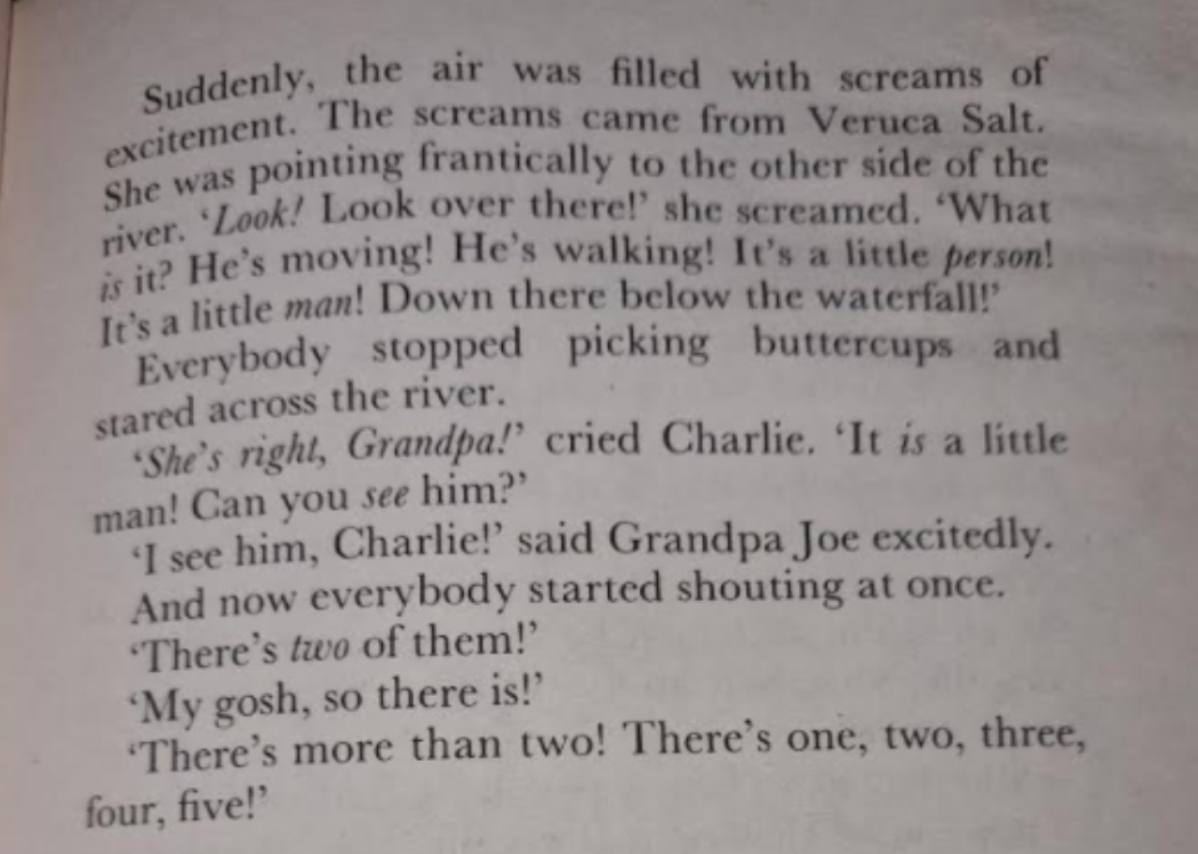 Suddenly, the air was filled with screams of
excitement. The screams came from Veruca Salt.
She was pointing frantically to the other side of the
river. ‘Look! Look over there!’ she screamed. ‘What
is it? He’s moving! He’s walking! It’s a little person!
It’s a little man! Down there below the waterfall!’
Everybody stopped picking buttercups and
stared across the river.
‘She’s right, Grandpa!’ cried Charlie. ‘It is a little
man! Can you see him?’
‘I see him, Charlie!’ said Grandpa Joe excitedly.
And now everybody started shouting at once.
‘There’s two of them!’
‘My gosh, so there is!’
‘There’s more than two! There’s one, two, three,
four, five!’